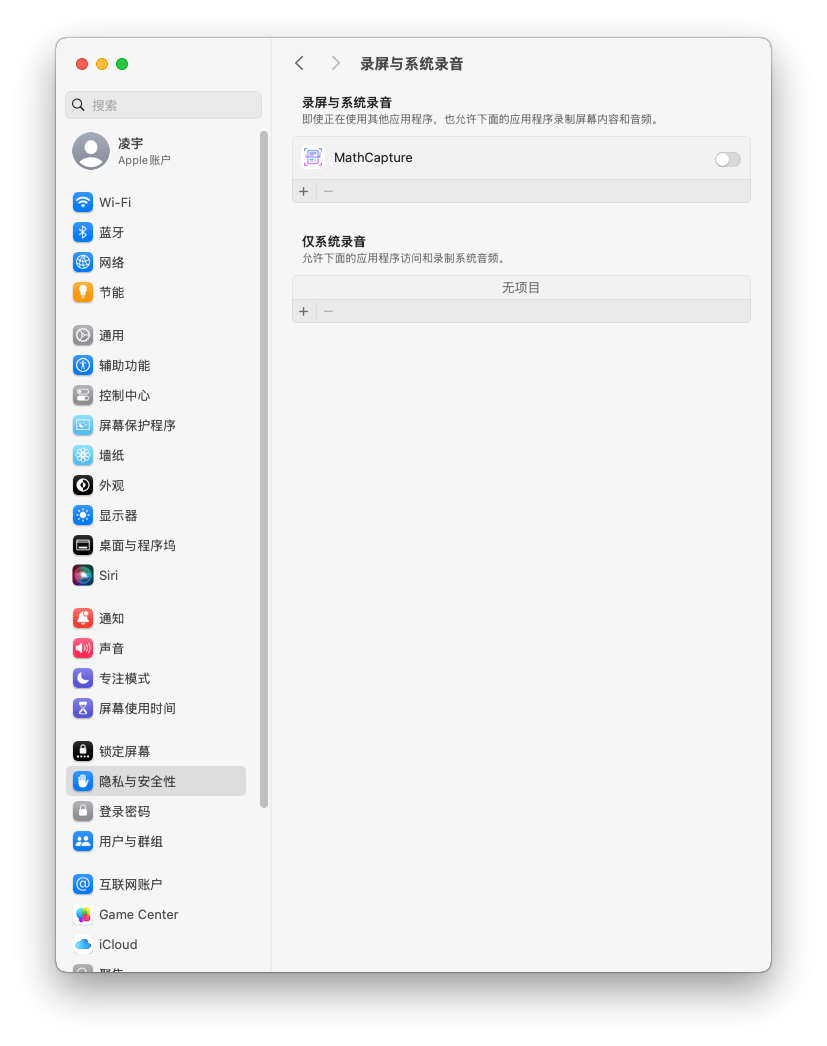 录屏与系统录音
搜索
凌宇
Apple账户
Wi-Fi
蓝牙
网络
节能
通用
辅助功能
控制中心
屏幕保护程序
墙纸
外观
显示器
桌面与程序坞
Siri
通知
声音
专注模式
屏幕使用时间
锁定屏幕
隐私与安全性
登录密码
用户与群组
互联网账户
Game Center
iCloud
录屏与系统录音
即使正在使用其他应用程序，也允许下面的应用程序录制屏幕内容和音频。
MathCapture
仅系统录音
允许下面的应用程序访问和录制系统音频。
无项目